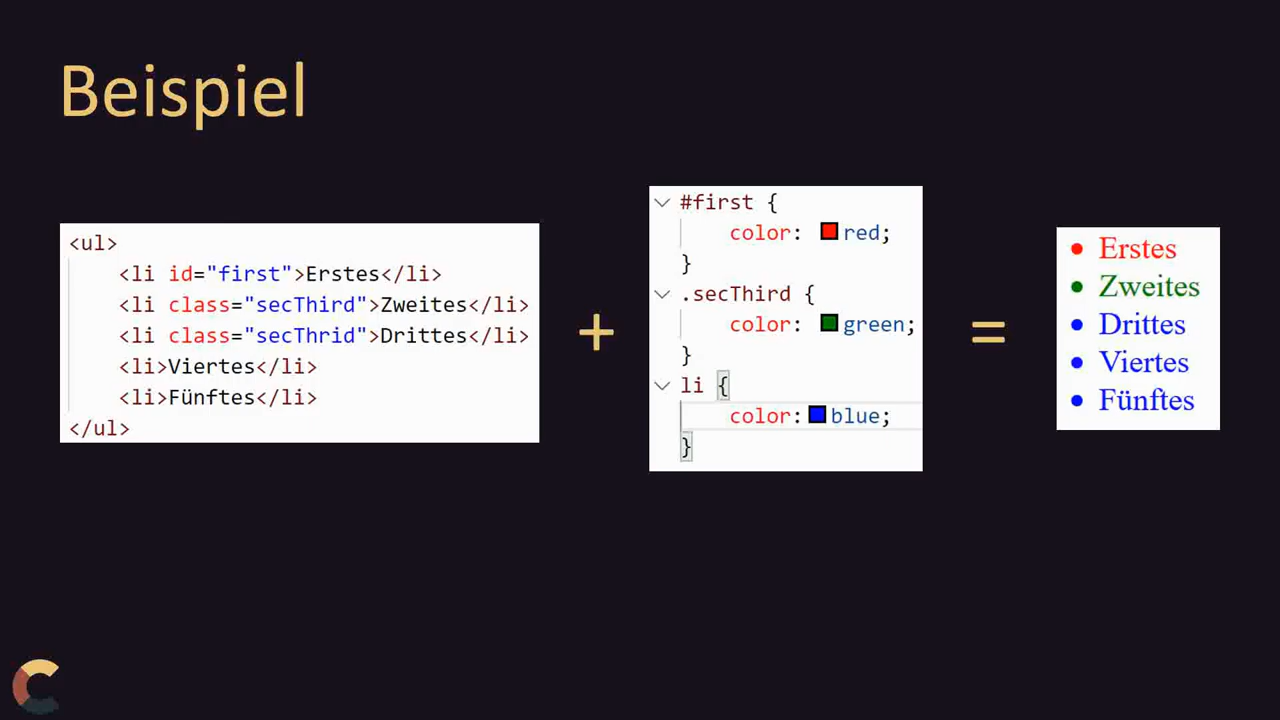 Beispiel
<ul>
<li id="first">Erstes</li>
<li class="secThird">Zweites</li>
<li class="secThrid">Drittes</li>
<li>Viertes</li>
<li>Fünftes</li>
</ul>
+
#first {
color: red;
}
.secThird {
color: green;
}
li {
color: blue;
}
=
• Erstes
• Zweites
• Drittes
• Viertes
• Fünftes